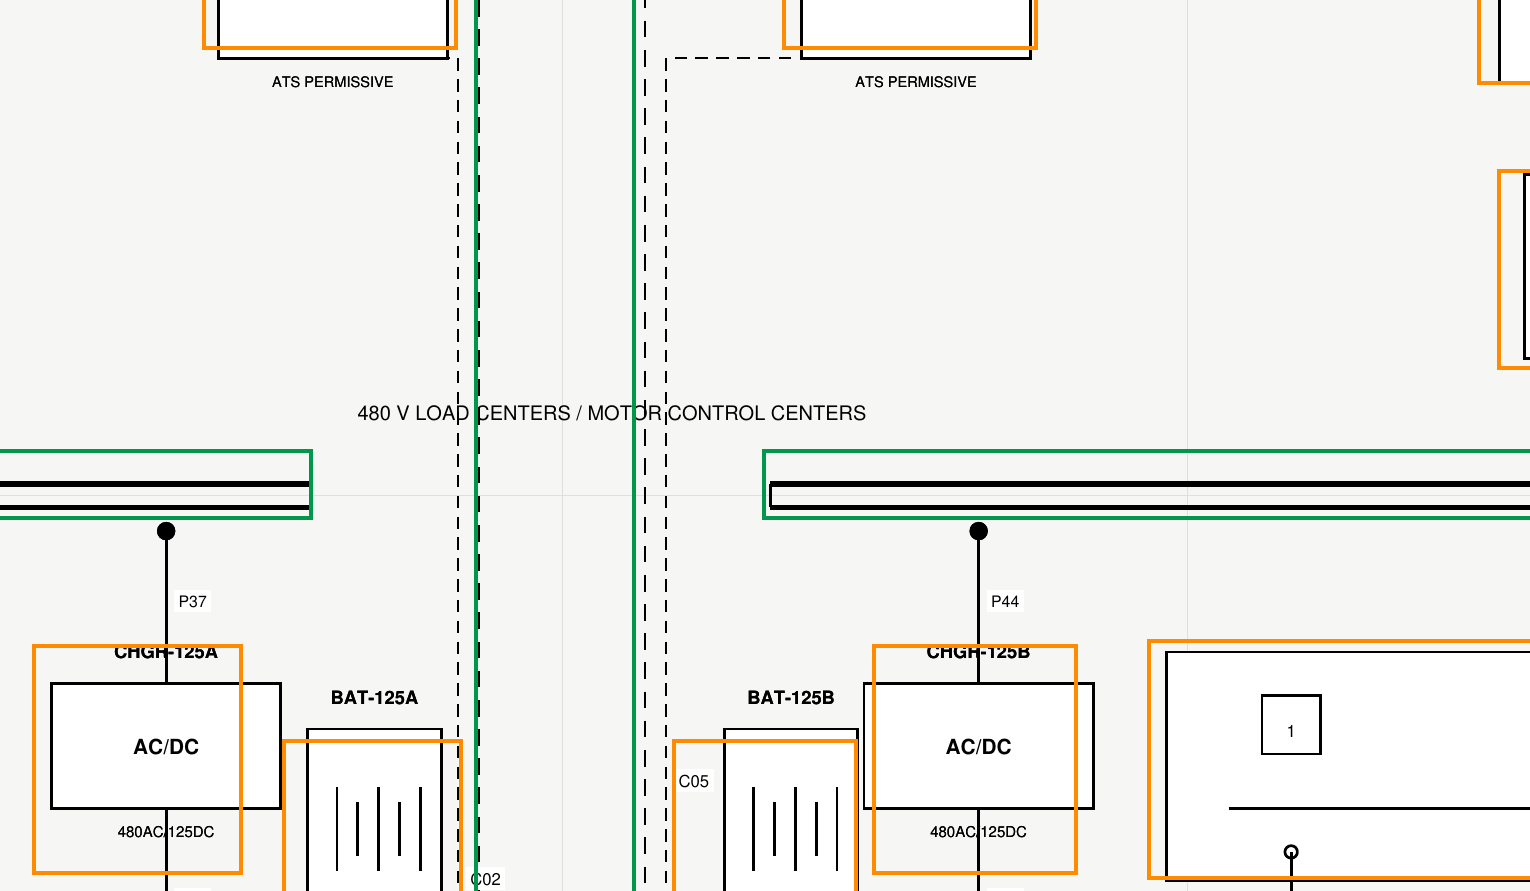 ATS PERMISSIVE
ATS PERMISSIVE
480 V LOAD CENTERS / MOTOR CONTROL CENTERS
P37
P44
CHGR-125A
CHGR-125B
BAT-125A
BAT-125B
AC/DC
AC/DC
1
C05
480AC/125DC
480AC/125DC
C02